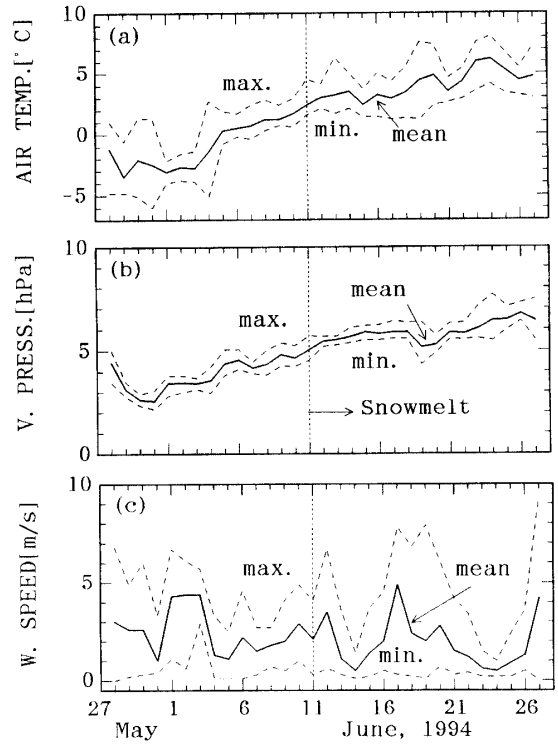 AIR TEMP.[°C]
(a)
5
0
-5
max.
min.
mean
V. PRESS.[hPa]
10
(b)
5
0
max.
mean
min.
Snowmelt
W. SPEED[m/s]
10
(c)
5
0
max.
mean
min.
27 1 6 11 16 21 26
May June, 1994